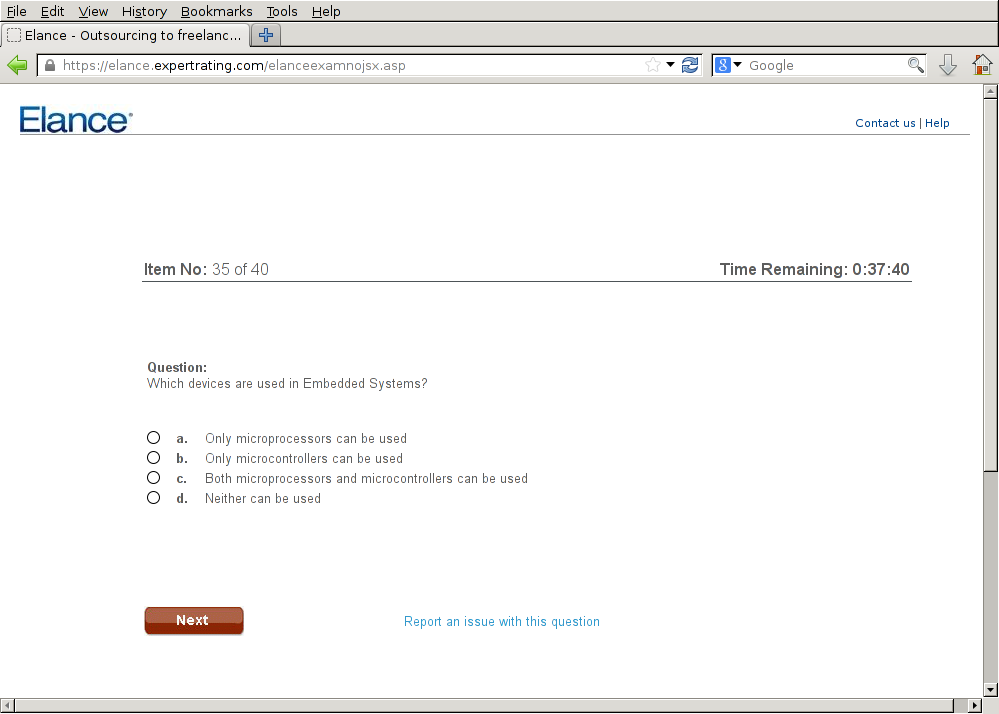 File Edit View History Bookmarks Tools Help
Elance - Outsourcing to freelanc...
https://elance.expertrating.com/elanceexamnojsx.asp
8 Google
Elance®
Contact us | Help
Item No: 35 of 40
Time Remaining: 0:37:40
Question:
Which devices are used in Embedded Systems?
a. Only microprocessors can be used
b. Only microcontrollers can be used
c. Both microprocessors and microcontrollers can be used
d. Neither can be used
Next
Report an issue with this question